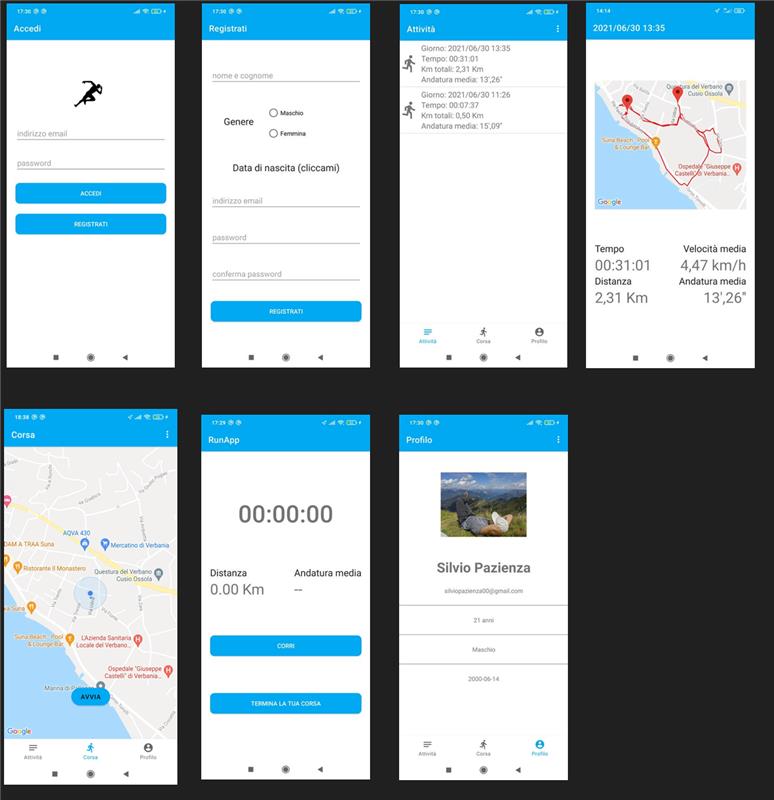 17:30
Accedi
indirizzo email
password
ACCEDI
REGISTRATI
17:30
Registrati
nome e cognome
Genere
Maschio
Femmina
Data di nascita (cliccami)
indirizzo email
password
conferma password
REGISTRATI
17:30
Attività
Giorno: 2021/06/30 13:35
Tempo: 00:31:01
Km totali: 2,31 Km
Andatura media: 13',26"
Giorno: 2021/06/30 11:26
Tempo: 00:07:37
Km totali: 0,50 Km
Andatura media: 15',09"
Attività
Corsa
Profilo
14:14
2021/06/30 13:35
Questura del Verbano
Cusio Ossola
Suna Beach - Pool
& Lounge Bar
Ospedale "Giuseppe
Castelli" di Verbania...
Google
Tempo
Velocità media
00:31:01
4,47 km/h
Distanza
Andatura media
2,31 Km
13',26"
18:38
Corsa
AQVA 430
DAM A TRAA Suna
Mercatino di Verbania
Ristorante Il Monastero
Questura del Verbano
Cusio Ossola
Suna
Suna Beach - Pool
& Lounge Bar
L'Azienda Sanitaria
Locale del Verbano...
Ospedale "Giuseppe
Castelli" di Verbania...
AVVIA
Google
Attività
Corsa
Profilo
17:29
RunApp
00:00:00
Distanza
Andatura media
0.00 Km
--
CORRI
TERMINA LA TUA CORSA
17:30
Profilo
Silvio Pazienza
silviopazienza00@gmail.com
21 anni
Maschio
2000-06-14
Attività
Corsa
Profilo